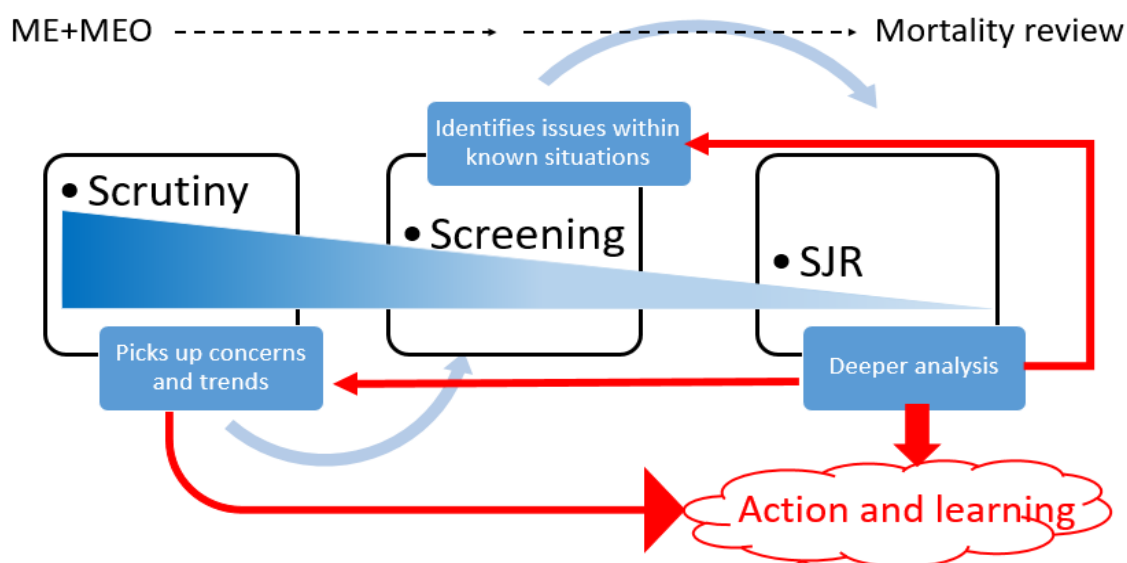 ME+MEO
Mortality review
Identifies issues within
known situations
• Scrutiny
• Screening
• SJR
Picks up concerns
and trends
Deeper analysis
Action and learning